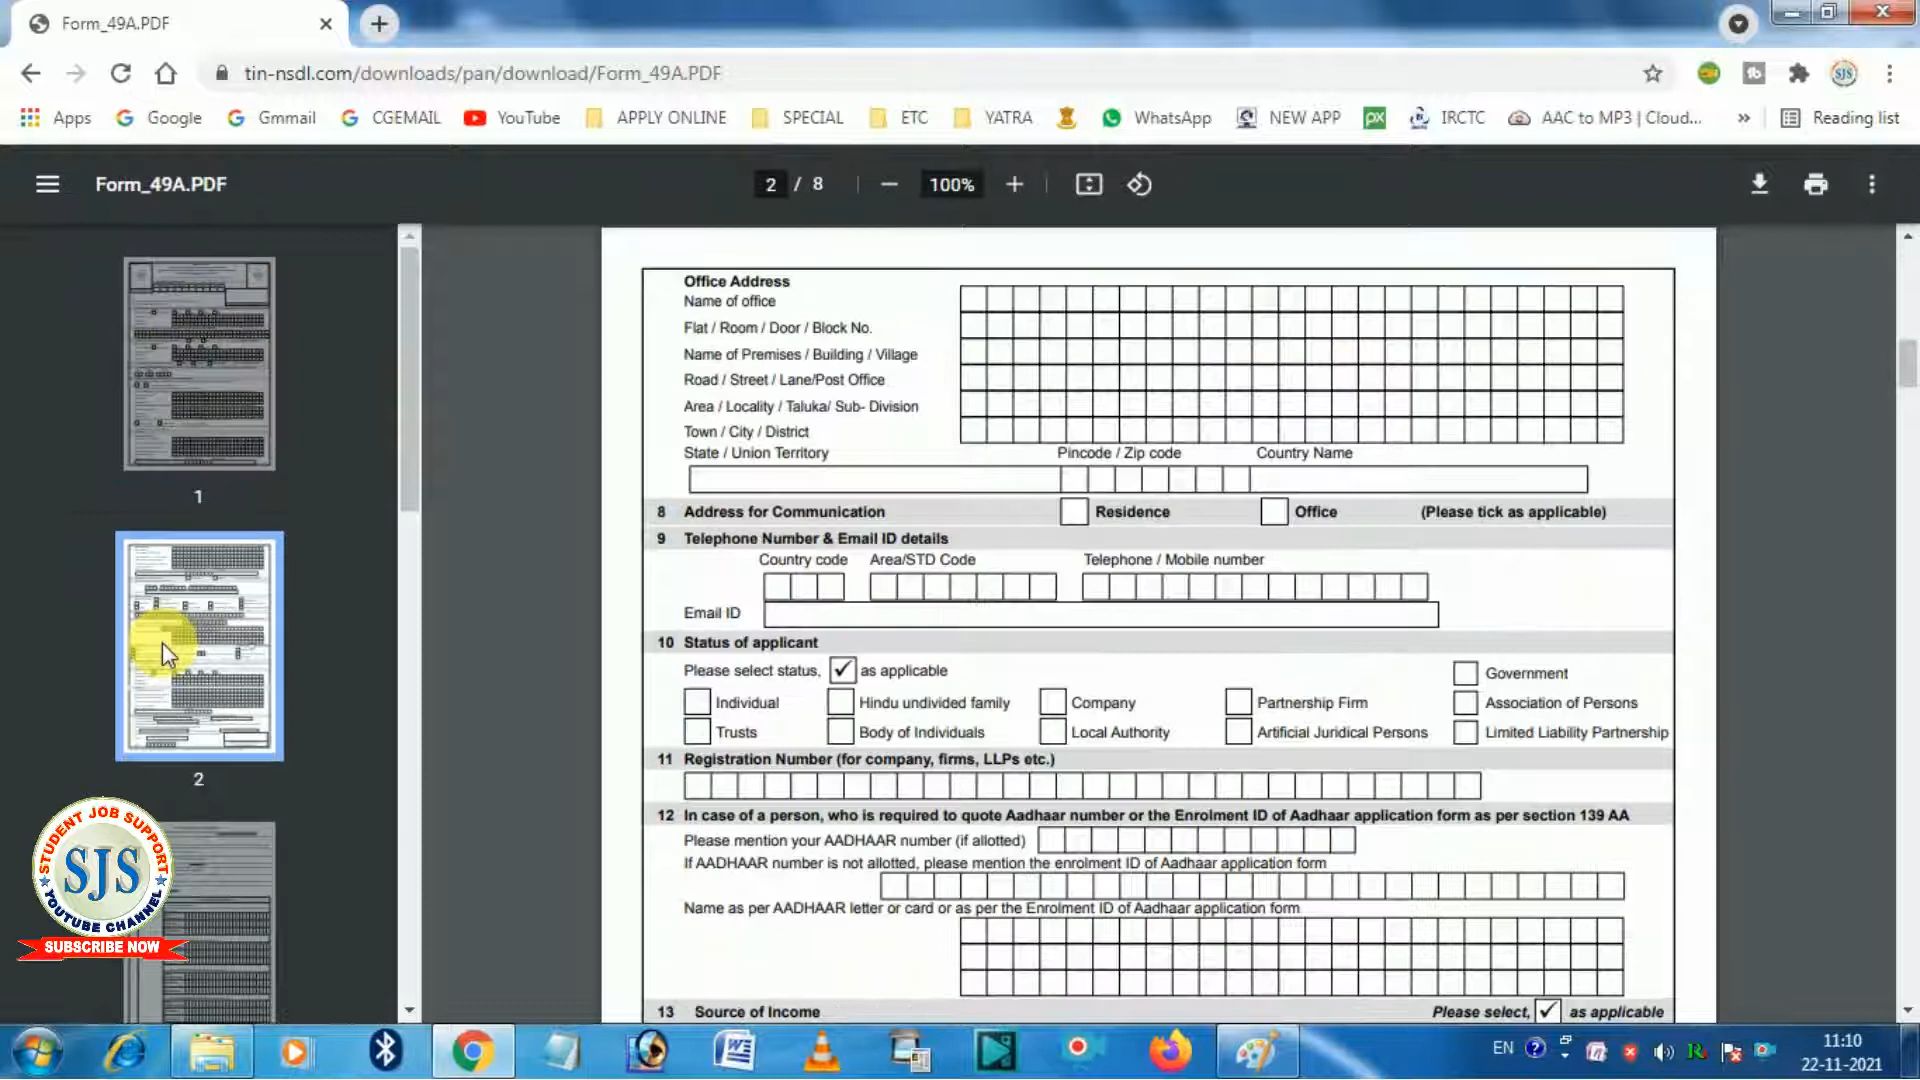 Form_49A.PDF
tin-nsdl.com/downloads/pan/download/Form_49A.PDF
Apps Google Gmmail CGEMAIL YouTube APPLY ONLINE SPECIAL ETC YATRA WhatsApp NEW APP px IRCTC AAC to MP3 | Cloud... » Reading list
Form_49A.PDF 2 / 8 100%
1
2
Office Address
Name of office
Flat / Room / Door / Block No.
Name of Premises / Building / Village
Road / Street / Lane/Post Office
Area / Locality / Taluka/ Sub- Division
Town / City / District
State / Union Territory Pincode / Zip code Country Name
8 Address for Communication Residence Office (Please tick as applicable)
9 Telephone Number & Email ID details
Country code Area/STD Code Telephone / Mobile number
Email ID
10 Status of applicant
Please select status, ✓ as applicable Government
Individual Hindu undivided family Company Partnership Firm Association of Persons
Trusts Body of Individuals Local Authority Artificial Juridical Persons Limited Liability Partnership
11 Registration Number (for company, firms, LLPs etc.)
12 In case of a person, who is required to quote Aadhaar number or the Enrolment ID of Aadhaar application form as per section 139 AA
Please mention your AADHAAR number (if allotted)
If AADHAAR number is not allotted, please mention the enrolment ID of Aadhaar application form
Name as per AADHAAR letter or card or as per the Enrolment ID of Aadhaar application form
13 Source of Income Please select, ✓ as applicable
STUDENT JOB SUPPORT
SJS
YOUTUBE CHANNEL
SUBSCRIBE NOW
EN 11:10
22-11-2021